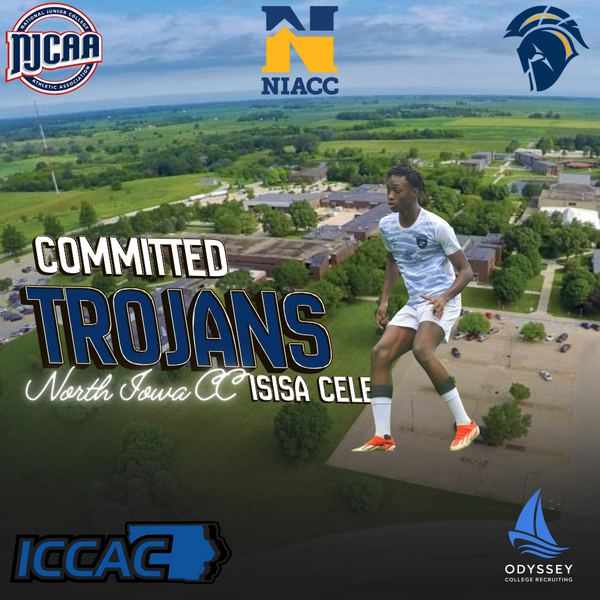 NATIONAL JUNIOR COLLEGE
NJCAA
ATHLETIC ASSOCIATION
NIACC
COMMITTED
TROJANS
North Iowa CC ISISA CELE
ICCAC
ODYSSEY
COLLEGE RECRUITING